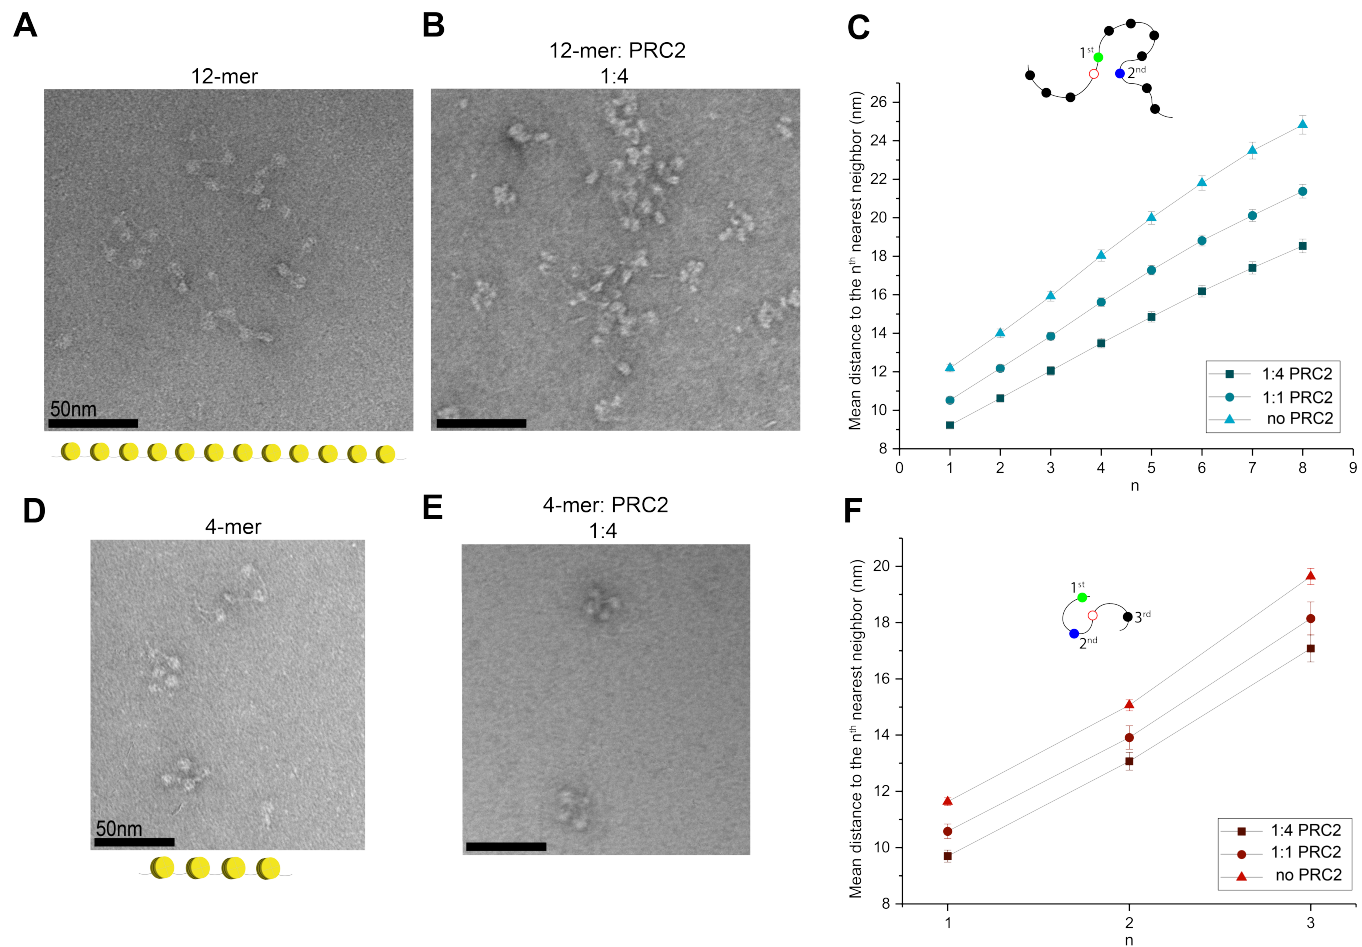 A
12-mer
50nm
B
12-mer: PRC2
1:4
C
1st
2nd
Mean distance to the nth nearest neighbor (nm)
26
24
22
20
18
16
14
12
10
8
0 1 2 3 4 5 6 7 8 9
n
1:4 PRC2
1:1 PRC2
no PRC2
D
4-mer
50nm
E
4-mer: PRC2
1:4
F
1st
2nd
3rd
Mean distance to the nth nearest neighbor (nm)
20
18
16
14
12
10
8
1 2 3
n
1:4 PRC2
1:1 PRC2
no PRC2